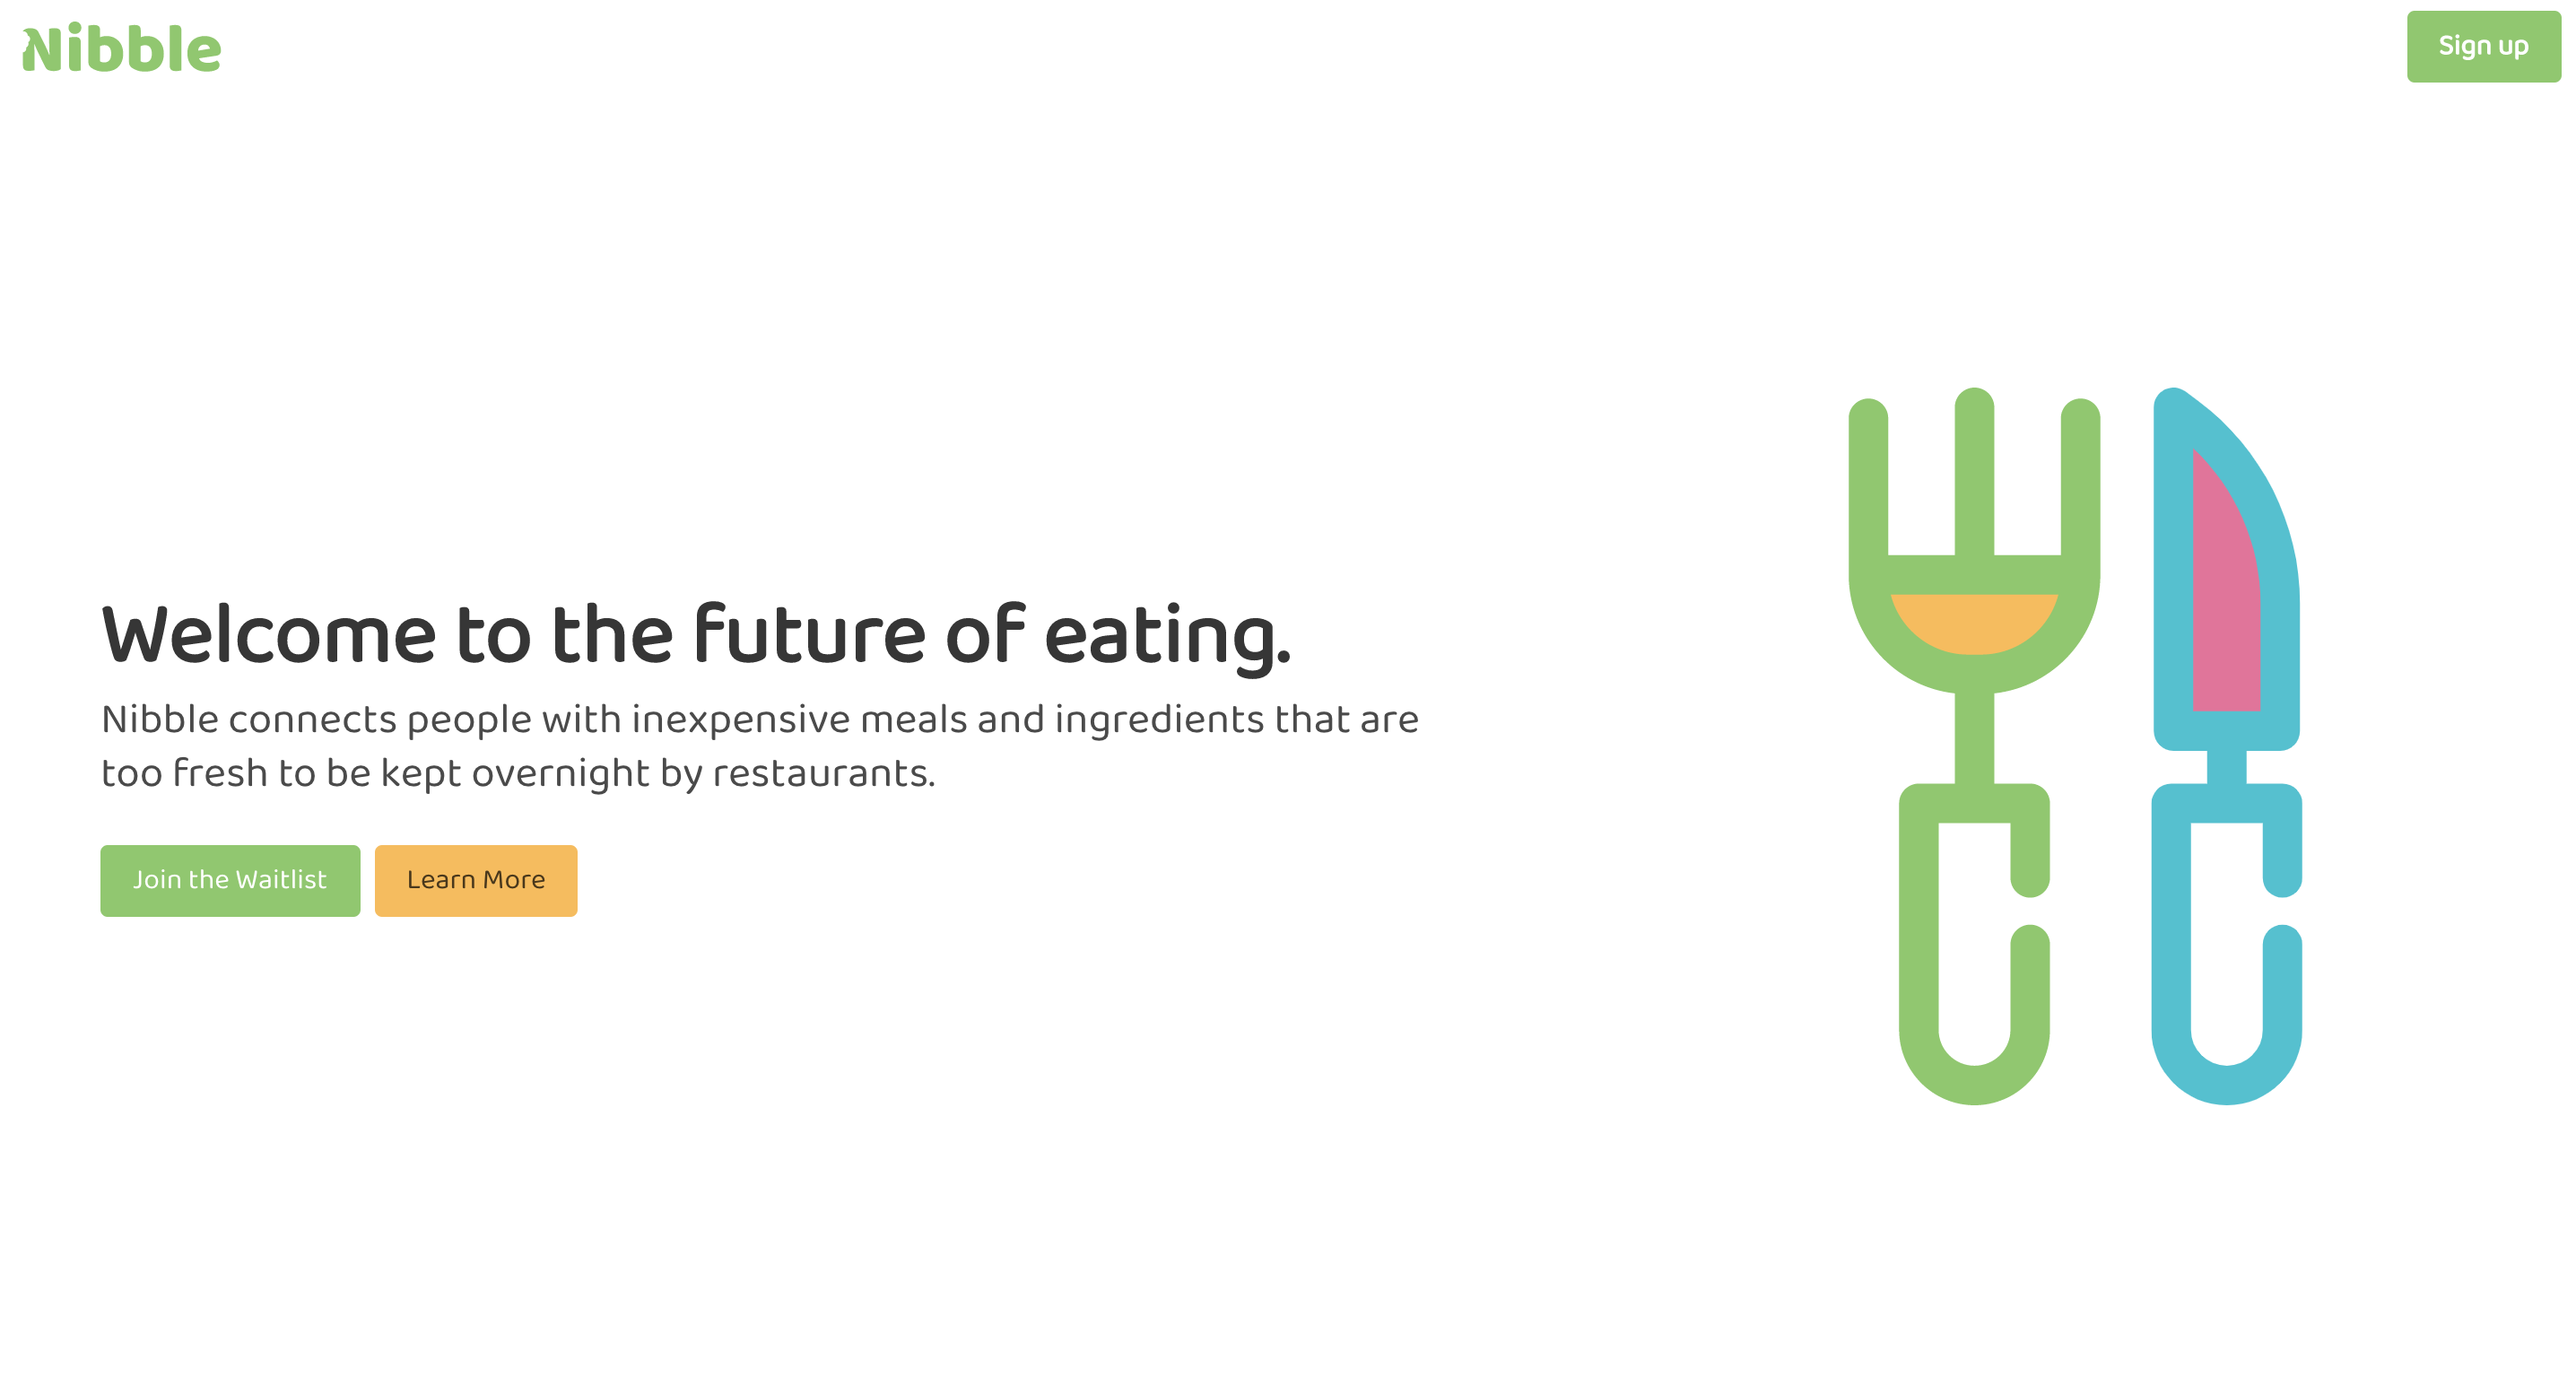 Nibble
Sign up
Welcome to the future of eating.
Nibble connects people with inexpensive meals and ingredients that are
too fresh to be kept overnight by restaurants.
Join the Waitlist
Learn More